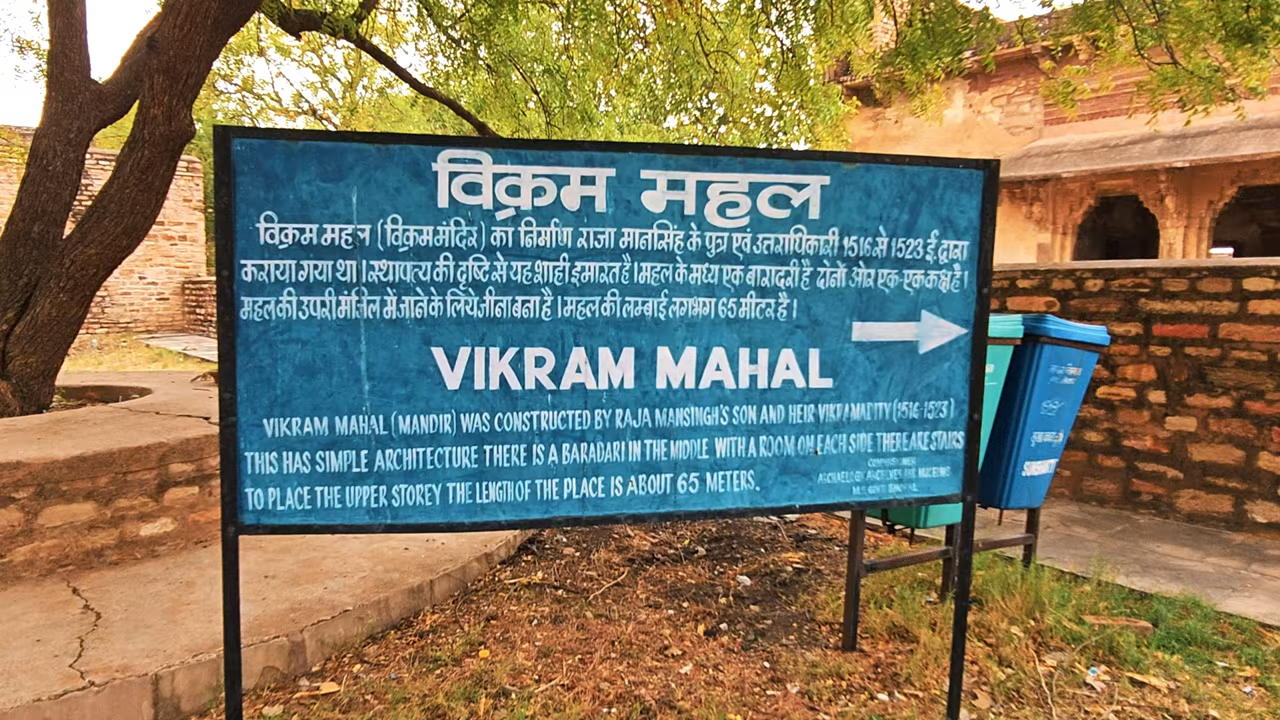 विक्रम महल
विक्रम महल (विक्रममंदिर) का निर्माण राजा मानसिंह के पुत्र एवं उत्तराधिकारी 1516 से 1523 ई. द्वारा
कराया गया था। स्थापत्य की दृष्टि से यह शाही इमारत है। महल के मध्य एक बारादरी है दोनों ओर एक-एक कक्ष है।
महल की उपरी मंजिल में जाने के लिये जीना बना है। महल की लम्बाई लगभग 65 मीटर है।
VIKRAM MAHAL
VIKRAM MAHAL (MANDIR) WAS CONSTRUCTED BY RAJA MANSINGH'S SON AND HEIR VIKRAMADITY (1516-1523)
THIS HAS SIMPLE ARCHITECTURE THERE IS A BARADARI IN THE MIDDLE WITH A ROOM ON EACH SIDE THERE ARE STAIRS
TO PLACE THE UPPER STOREY THE LENGTH OF THE PLACE IS ABOUT 65 METERS.
COMMISSIONER
ARCHAEOLOGY, ARCHIVES AND MUSEUMS